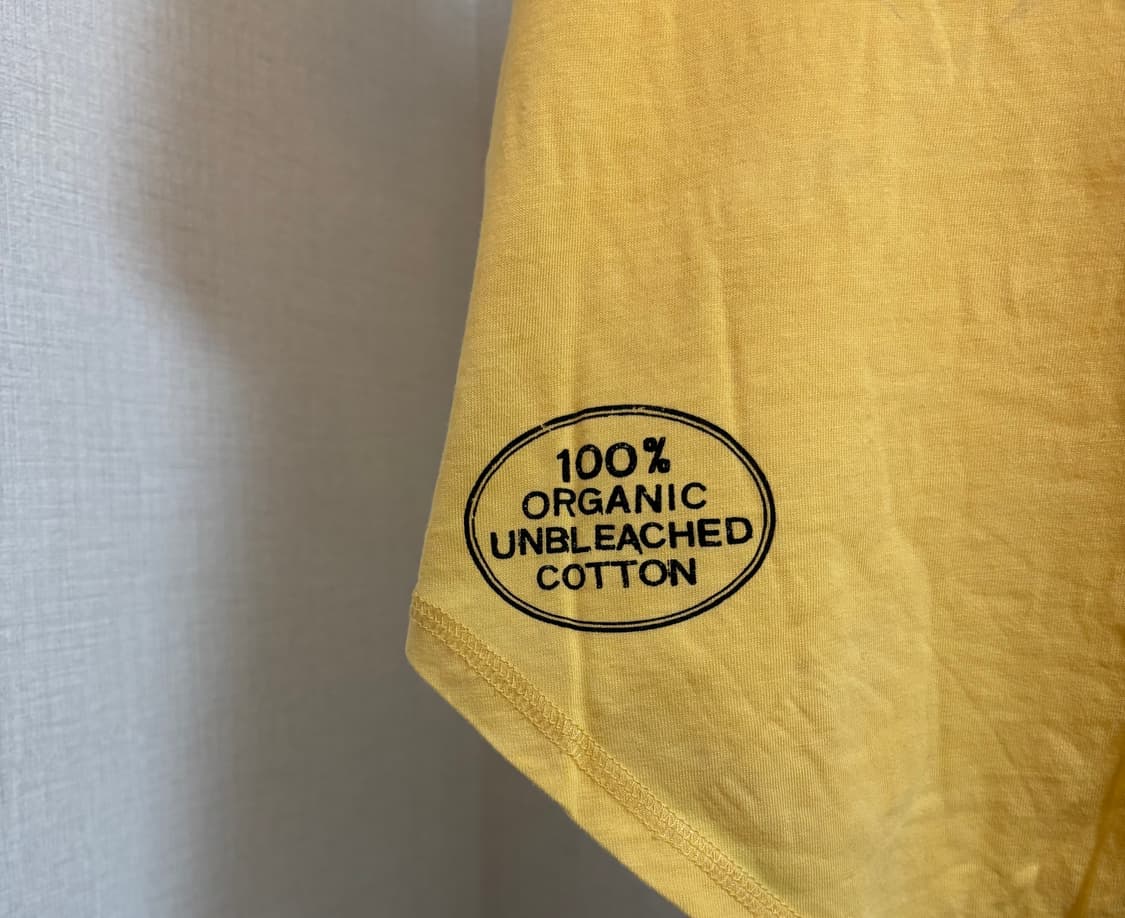 100%
ORGANIC
UNBLEACHED
COTTON